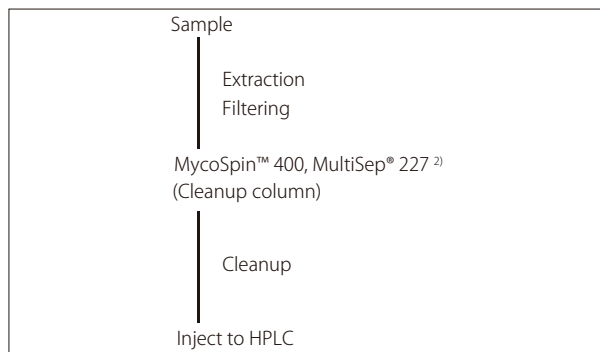 Sample
Extraction
Filtering
MycoSpin™ 400, MultiSep® 227 2)
(Cleanup column)
Cleanup
Inject to HPLC